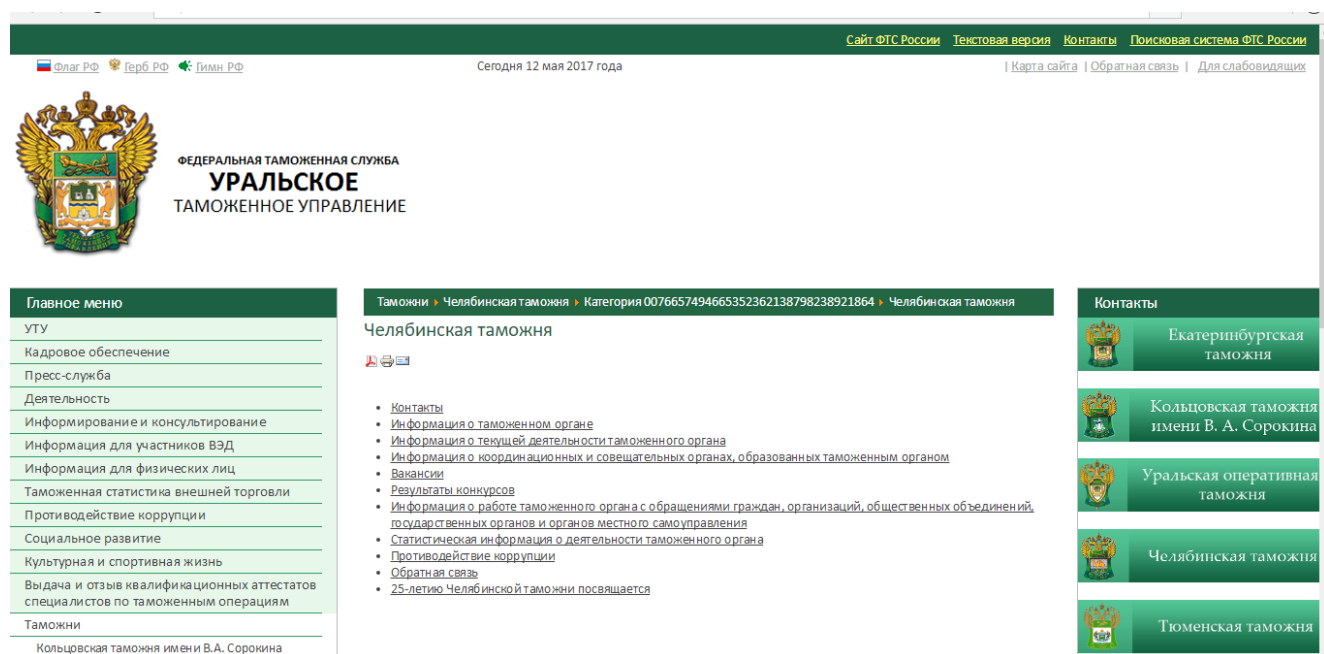 Сайт ФТС России Текстовая версия Контакты Поисковая система ФТС России
Флаг РФ Герб РФ Гимн РФ
Сегодня 12 мая 2017 года
| Карта сайта | Обратная связь | Для слабовидящих
ФЕДЕРАЛЬНАЯ ТАМОЖЕННАЯ СЛУЖБА
УРАЛЬСКОЕ
ТАМОЖЕННОЕ УПРАВЛЕНИЕ
Главное меню
УТУ
Кадровое обеспечение
Пресс-служба
Деятельность
Информирование и консультирование
Информация для участников ВЭД
Информация для физических лиц
Таможенная статистика внешней торговли
Противодействие коррупции
Социальное развитие
Культурная и спортивная жизнь
Выдача и отзыв квалификационных аттестатов
специалистов по таможенным операциям
Таможни
Кольцовская таможня имени В.А. Сорокина
Таможни Челябинская таможня Категория 00766574946653523621387982389218​64 Челябинская таможня
Челябинская таможня
Контакты
Информация о таможенном органе
Информация о текущей деятельности таможенного органа
Информация о координационных и совещательных органах, образованных таможенным органом
Вакансии
Результаты конкурсов
Информация о работе таможенного органа с обращениями граждан, организаций, общественных объединений,
государственных органов и органов местного самоуправления
Статистическая информация о деятельности таможенного органа
Противодействие коррупции
Обратная связь
25-летию Челябинской таможни посвящается
Контакты
Екатеринбургская
таможня
Кольцовская таможня
имени В. А. Сорокина
Уральская оперативная
таможня
Челябинская таможня
Тюменская таможня